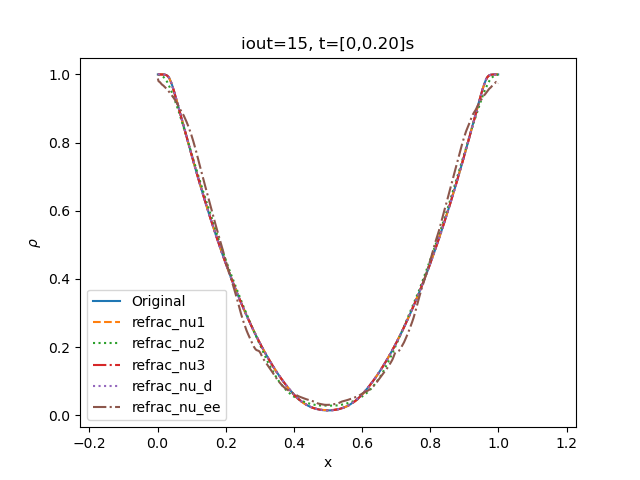 iout=15, t=[0,0.20]s
1.0
0.8
0.6
0.4
0.2
0.0
ρ
Original
refrac_nu1
refrac_nu2
refrac_nu3
refrac_nu_d
refrac_nu_ee
−0.2 0.0 0.2 0.4 0.6 0.8 1.0 1.2
x